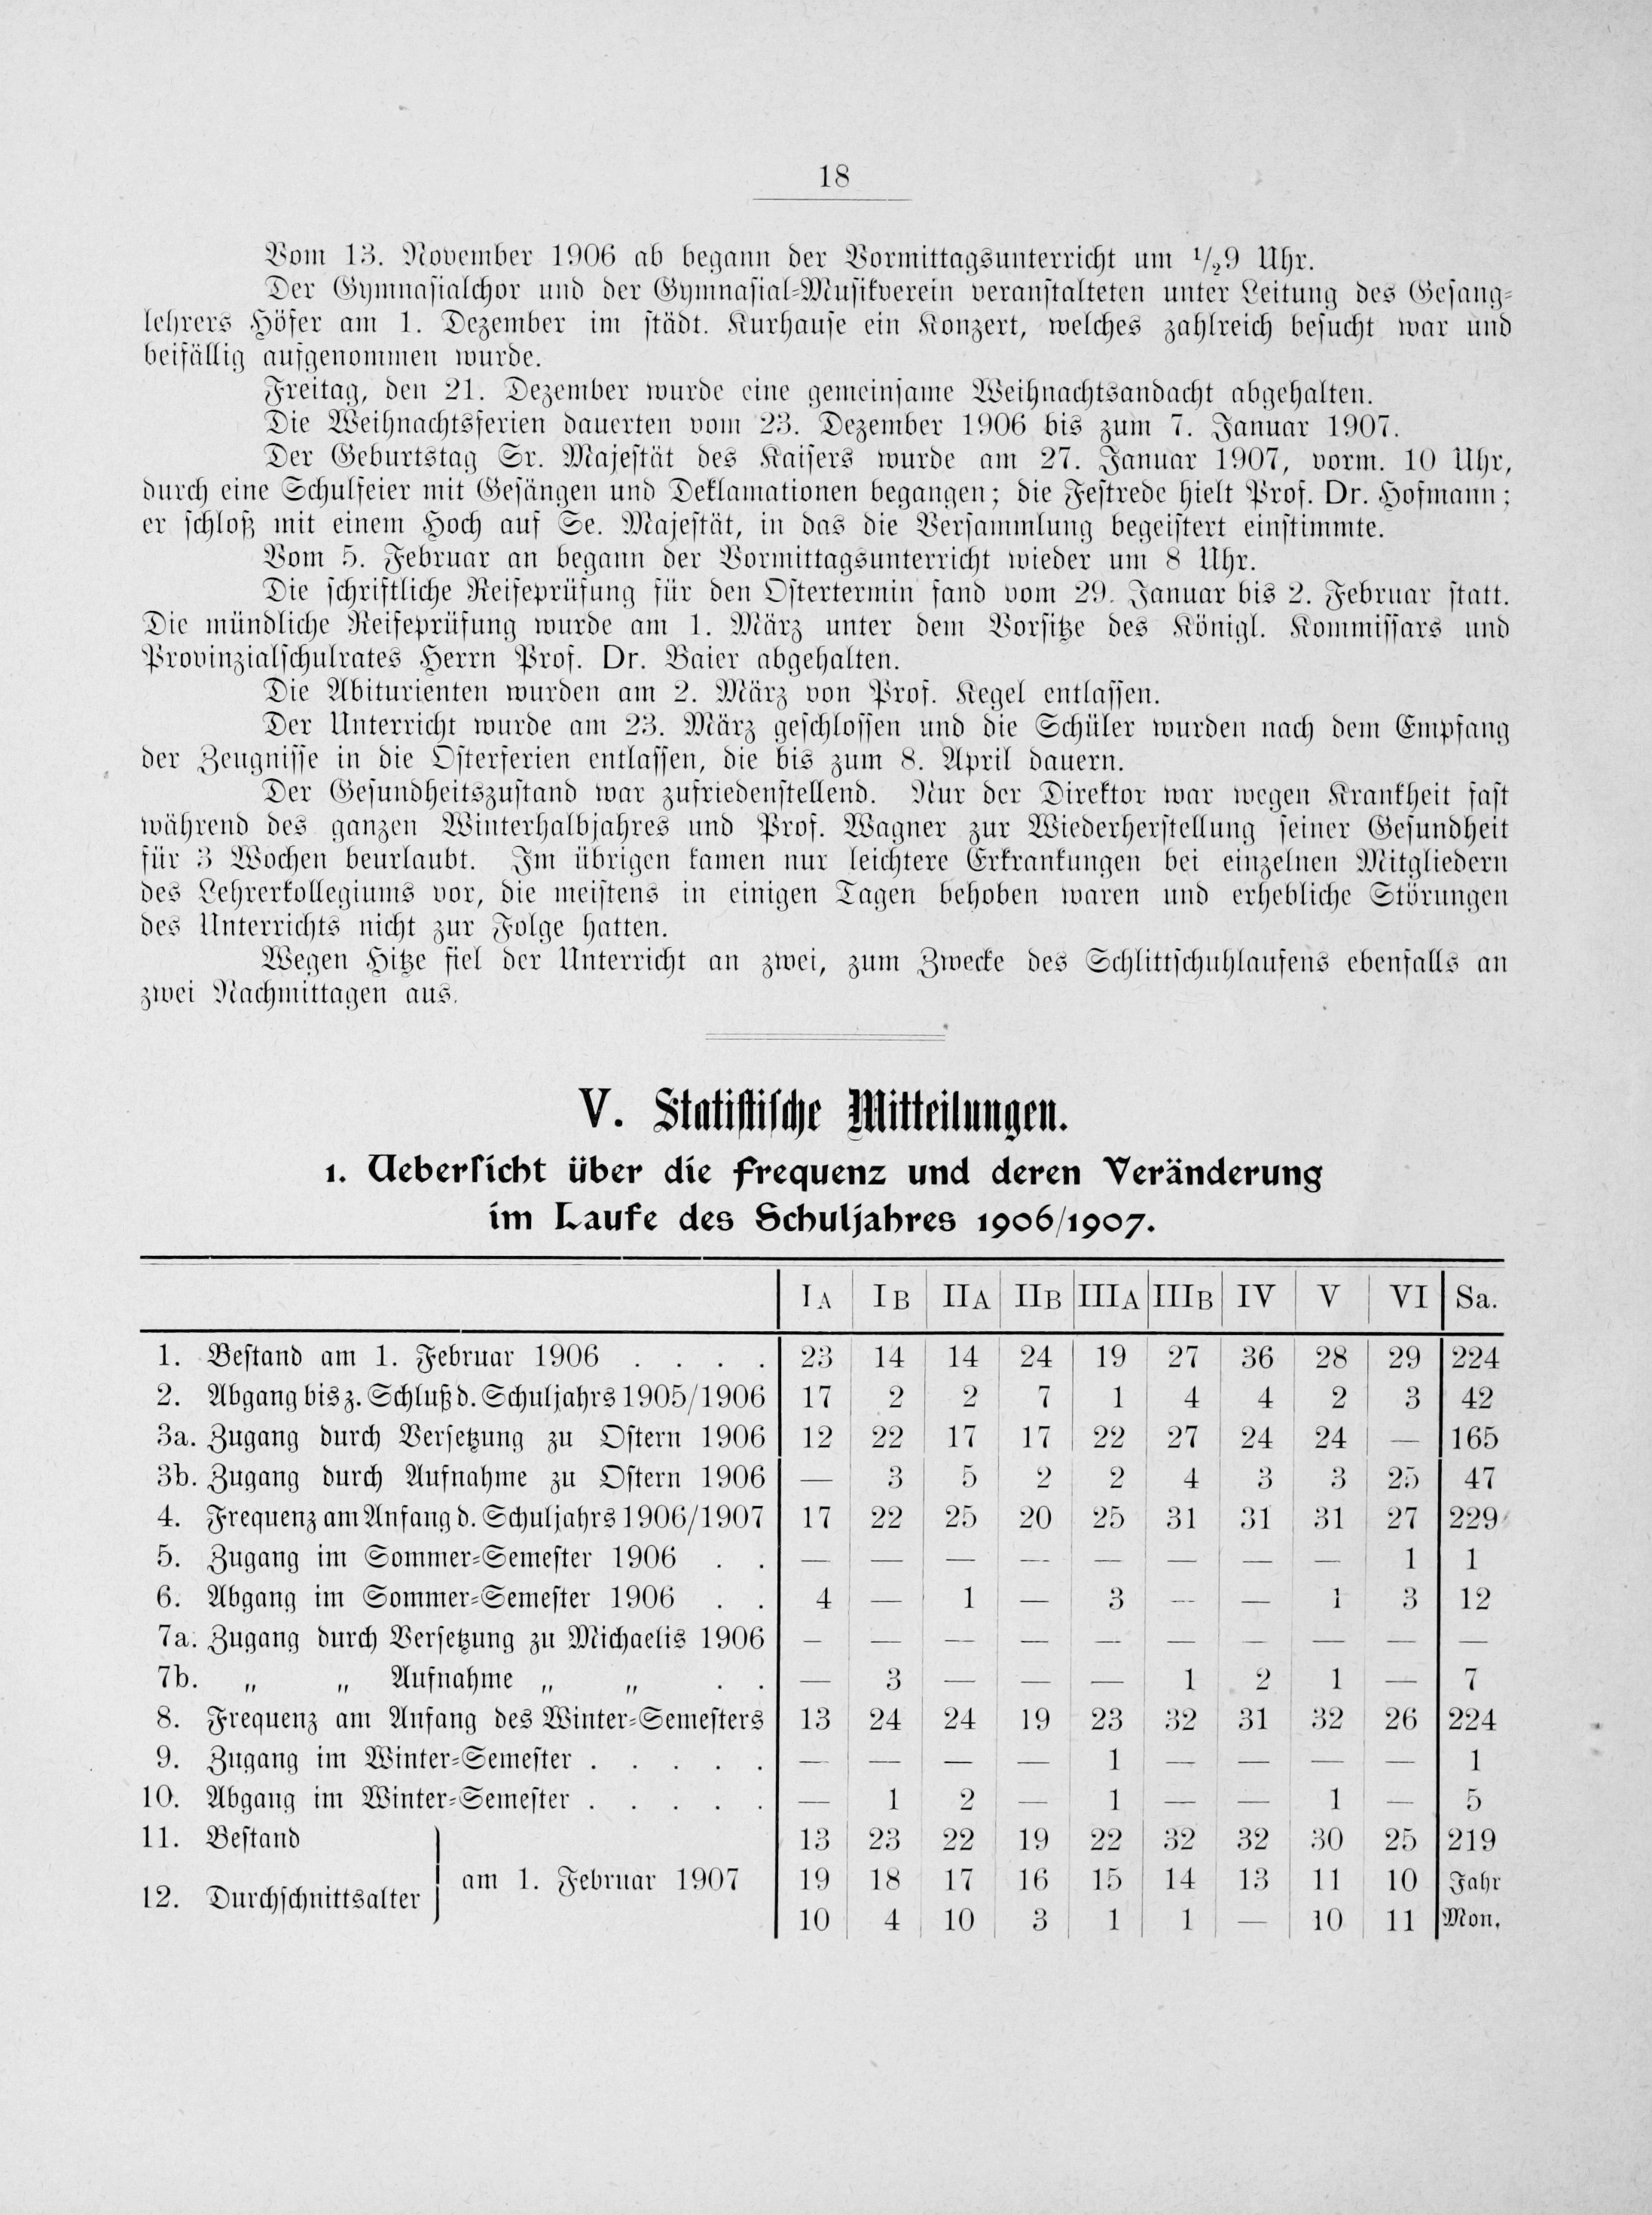 18
Vom 13. November 1906 ab begann der Vormittagsunterricht um 1/29 Uhr.
Der Gymnasialchor und der Gymnasial-Musikverein veranstalteten unter Leitung des Gesang-
lehrers Höfer am 1. Dezember im städt. Kurhause ein Konzert, welches zahlreich besucht war und
beifällig aufgenommen wurde.
Freitag, den 21. Dezember wurde eine gemeinsame Weihnachtsandacht abgehalten.
Die Weihnachtsferien dauerten vom 23. Dezember 1906 bis zum 7. Januar 1907.
Der Geburtstag Sr. Majestät des Kaisers wurde am 27. Januar 1907, vorm. 10 Uhr,
durch eine Schulfeier mit Gesängen und Deklamationen begangen; die Festrede hielt Prof. Dr. Hofmann;
er schloß mit einem Hoch auf Se. Majestät, in das die Versammlung begeistert einstimmte.
Vom 5. Februar an begann der Vormittagsunterricht wieder um 8 Uhr.
Die schriftliche Reifeprüfung für den Ostertermin fand vom 29. Januar bis 2. Februar statt.
Die mündliche Reifeprüfung wurde am 1. März unter dem Vorsitze des Königl. Kommissars und
Provinzialschulrates Herrn Prof. Dr. Baier abgehalten.
Die Abiturienten wurden am 2. März von Prof. Kegel entlassen.
Der Unterricht wurde am 23. März geschlossen und die Schüler wurden nach dem Empfang
der Zeugnisse in die Osterferien entlassen, die bis zum 8. April dauern.
Der Gesundheitszustand war zufriedenstellend. Nur der Direktor war wegen Krankheit fast
während des ganzen Winterhalbjahres und Prof. Wagner zur Wiederherstellung seiner Gesundheit
für 3 Wochen beurlaubt. Im übrigen kamen nur leichtere Erkrankungen bei einzelnen Mitgliedern
des Lehrerkollegiums vor, die meistens in einigen Tagen behoben waren und erhebliche Störungen
des Unterrichts nicht zur Folge hatten.
Wegen Hitze fiel der Unterricht an zwei, zum Zwecke des Schlittschuhlaufens ebenfalls an
zwei Nachmittagen aus.
V. Statistische Mitteilungen.
1. Uebersicht über die Frequenz und deren Veränderung
im Laufe des Schuljahres 1906/1907.
IA IB IIA IIB IIIA IIIB IV V VI Sa.
1. Bestand am 1. Februar 1906 . . . . 23 14 14 24 19 27 36 28 29 224
2. Abgang bis z. Schluß d. Schuljahrs 1905/1906 17 2 2 7 1 4 4 2 3 42
3a. Zugang durch Versetzung zu Ostern 1906 12 22 17 17 22 27 24 24 — 165
3b. Zugang durch Aufnahme zu Ostern 1906 — 3 5 2 2 4 3 3 25 47
4. Frequenz am Anfang d. Schuljahrs 1906/1907 17 22 25 20 25 31 31 31 27 229
5. Zugang im Sommer-Semester 1906 . . — — — — — — — — 1 1
6. Abgang im Sommer-Semester 1906 . . 4 — 1 — 3 — — 1 3 12
7a. Zugang durch Versetzung zu Michaelis 1906 — — — — — — — — — —
7b. „ „ Aufnahme „ „ . . — 3 — — — 1 2 1 — 7
8. Frequenz am Anfang des Winter-Semesters 13 24 24 19 23 32 31 32 26 224
9. Zugang im Winter-Semester . . . . . — — — — 1 — — — — 1
10. Abgang im Winter-Semester . . . . . — 1 2 — 1 — — 1 — 5
11. Bestand 13 23 22 19 22 32 32 30 25 219
am 1. Februar 1907 19 18 17 16 15 14 13 11 10 Jahr
12. Durchschnittsalter
10 4 10 3 1 1 — 10 11 Mon.